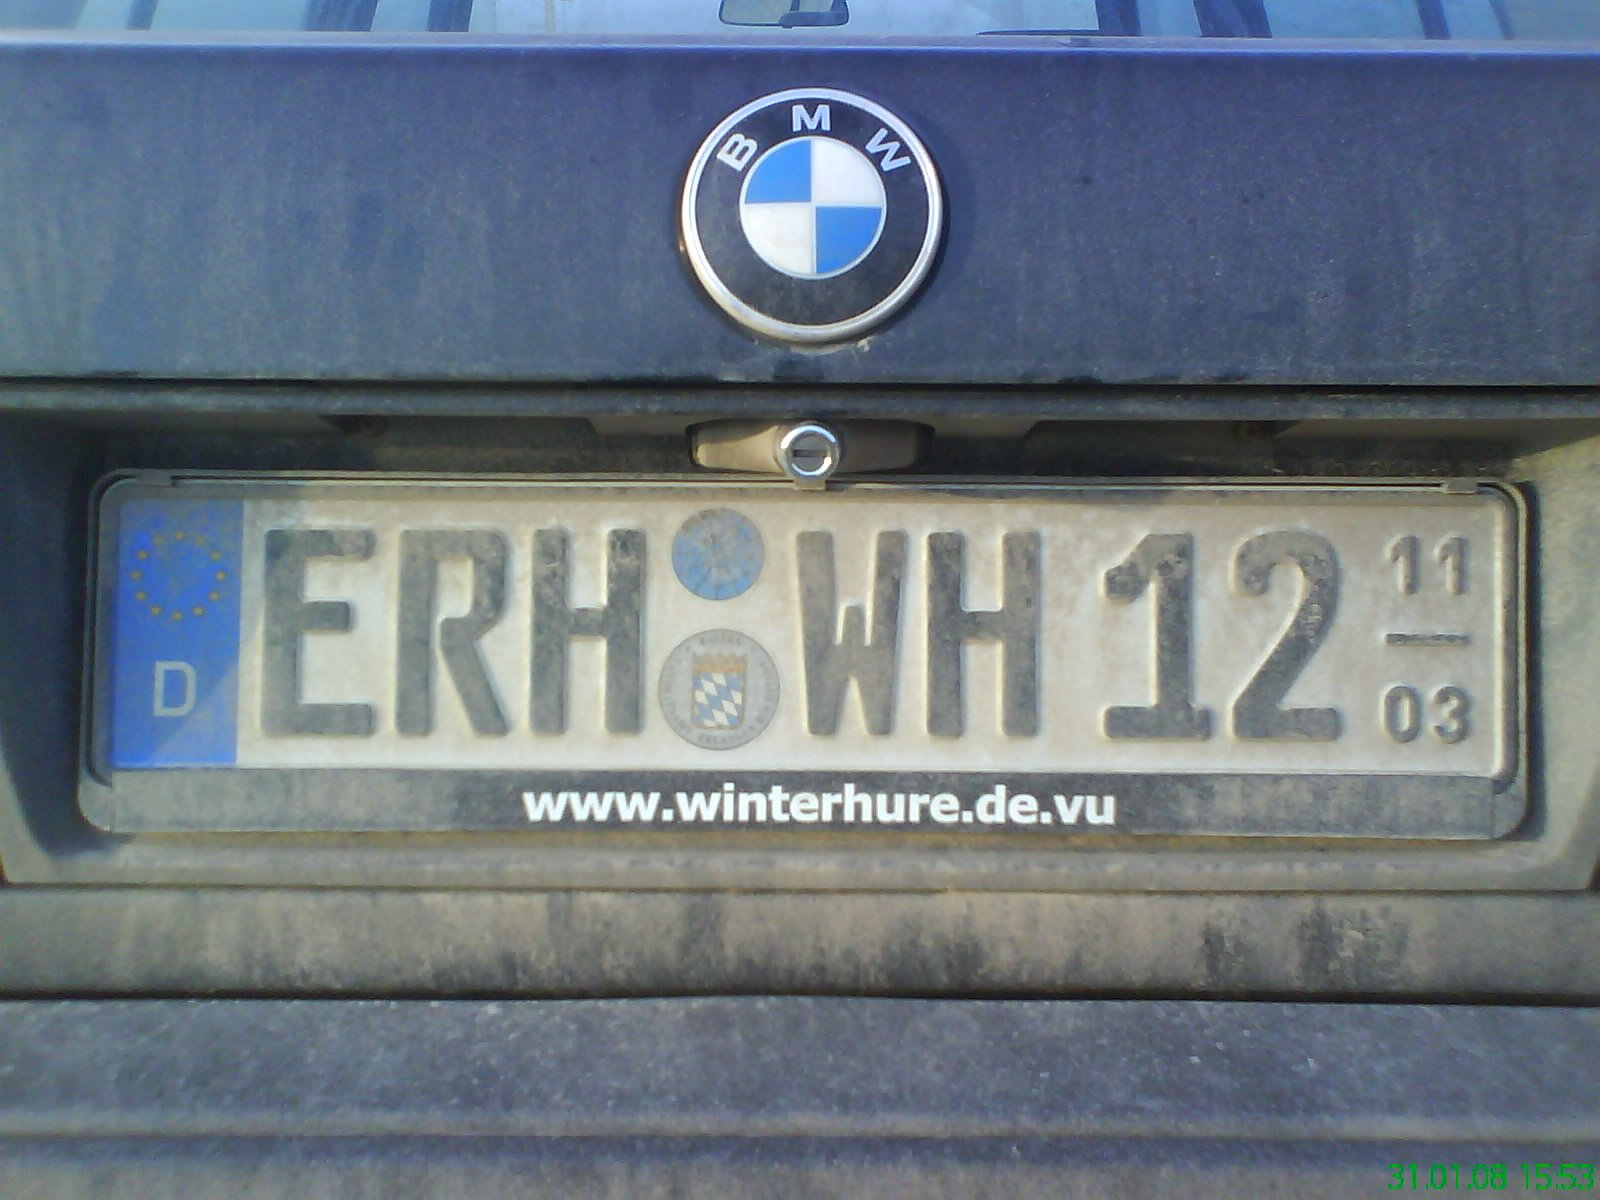 BMW
D ERH WH 12 11
03
www.winterhure.de.vu
31.01.08 15:53